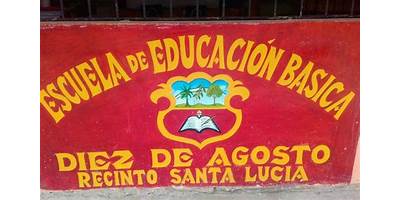 ESCUELA DE EDUCACIÓN BASICA
DIEZ DE AGOSTO
RECINTO SANTA LUCIA